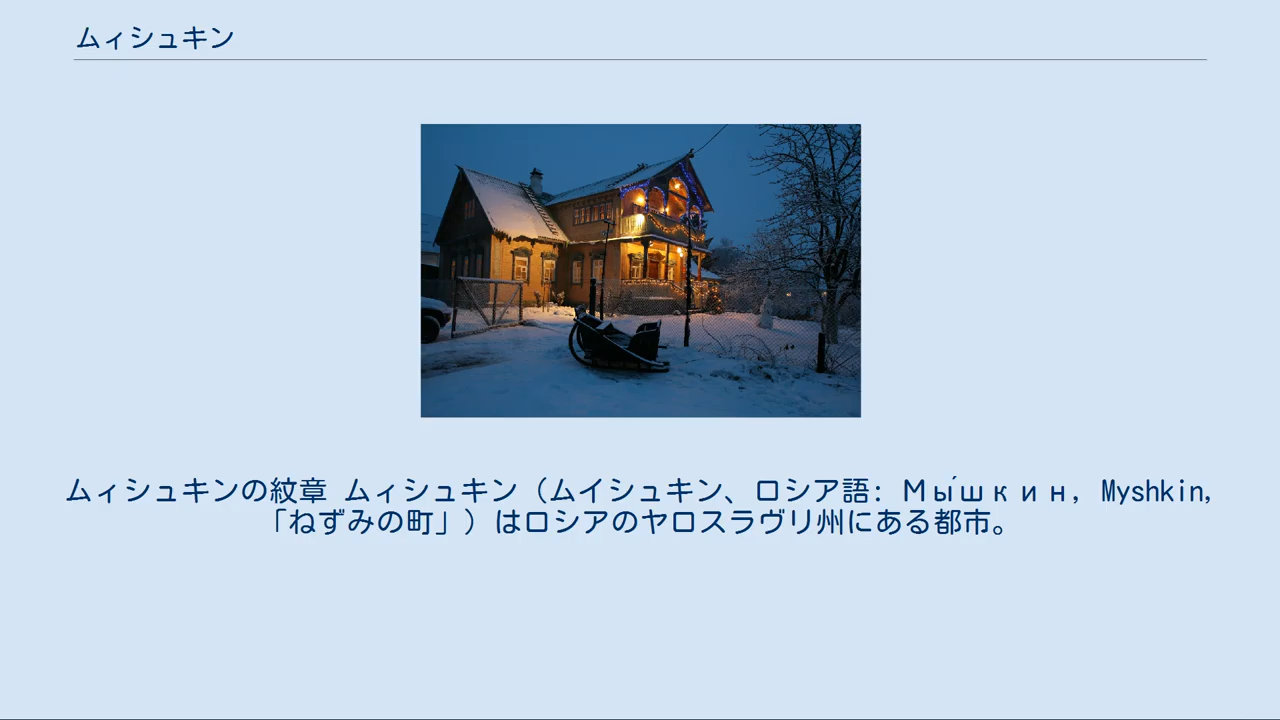 ムィシュキン
ムィシュキンの紋章 ムィシュキン（ムイシュキン、ロシア語: Мы́шкин, Myshkin,
「ねずみの町」）はロシアのヤロスラヴリ州にある都市。